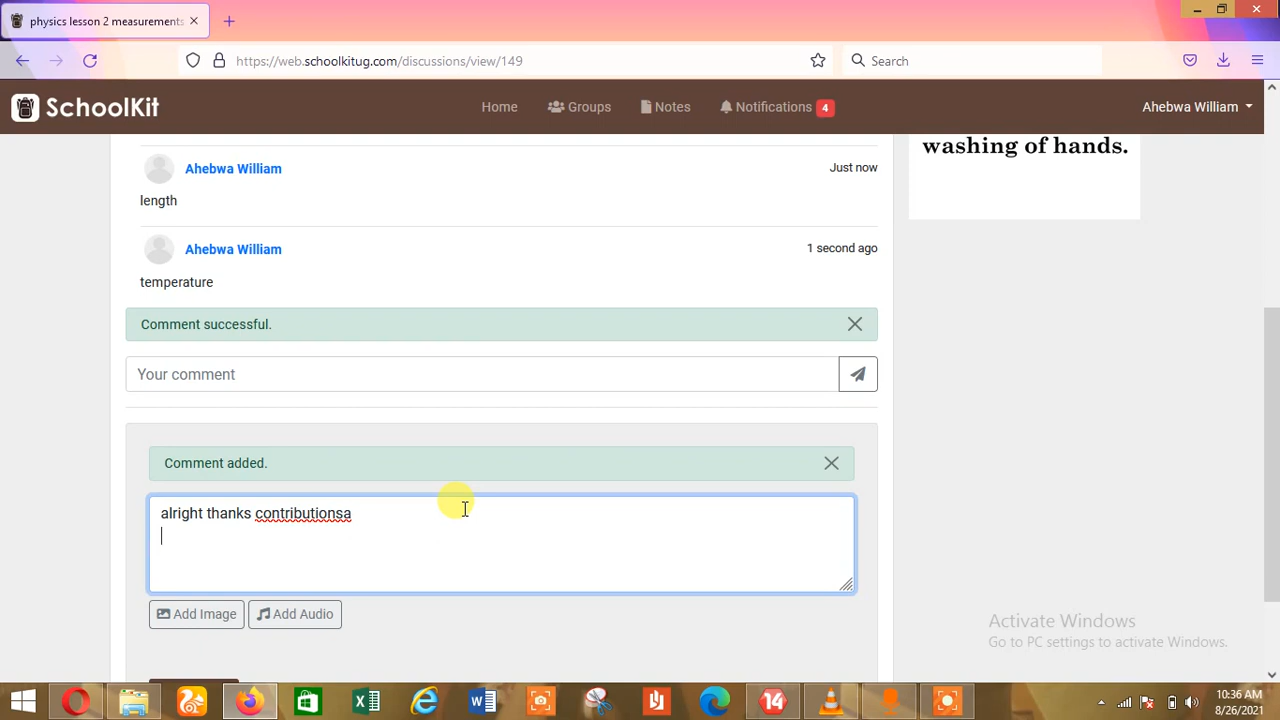 physics lesson 2 measurements
https://web.schoolkitug.com/discussions/view/149
Search
SchoolKit
Home
Groups
Notes
Notifications 4
Ahebwa William
washing of hands.
Ahebwa William
Just now
length
Ahebwa William
1 second ago
temperature
Comment successful.
Your comment
Comment added.
alright thanks contributionsa
Add Image
Add Audio
Activate Windows
Go to PC settings to activate Windows.
14
10:36 AM
8/26/2021